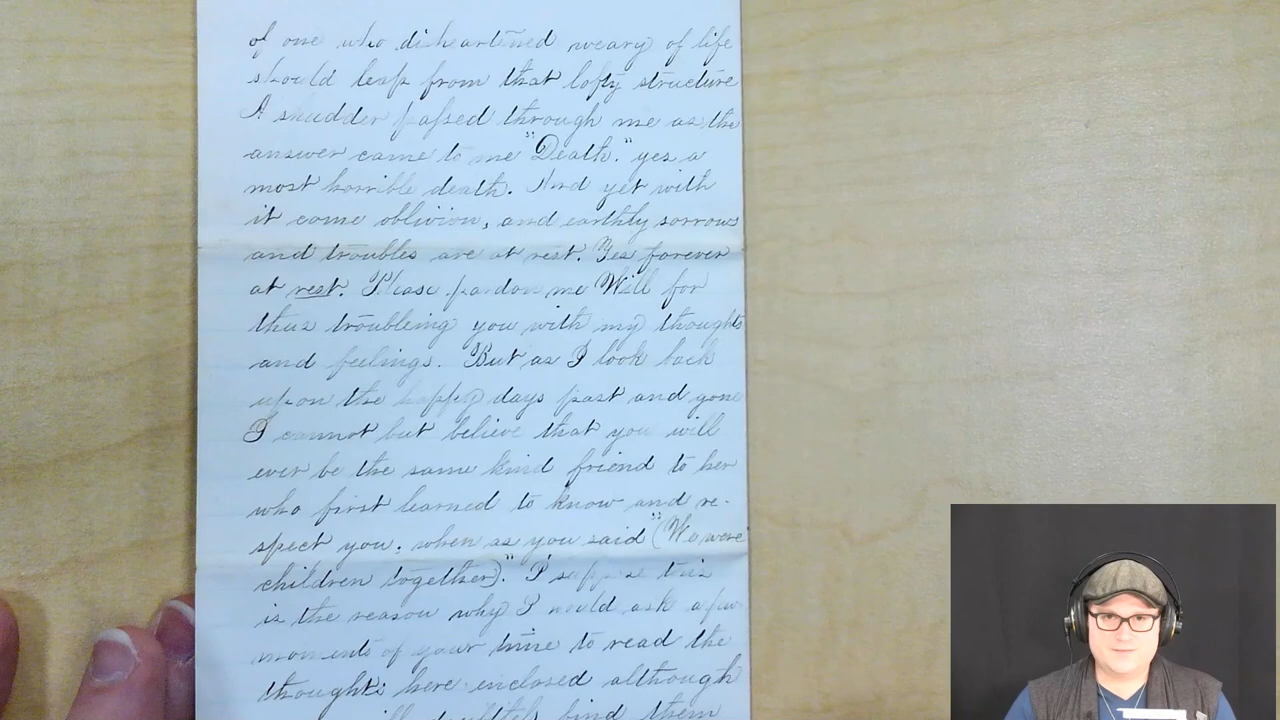 of one who disheartened weary of life
should leap from that lofty structure
A shudder passed through me as the
answer came to me "Death." yes a
most horrible death. And yet with
it come oblivion, and earthly sorrows
and troubles are at rest. Yes forever
at rest. Please pardon me Will for
thus troubleing you with my thoughts
and feelings. But as I look back
upon the happy days past and gone
I cannot but believe that you will
ever be the same kind friend to her
who first learned to know and re-
spect you, when as you said "(We were
children together)." I suppose this
is the reason why I would ask a few
moments of your time to read the
thoughts here enclosed although
will doubtless find them